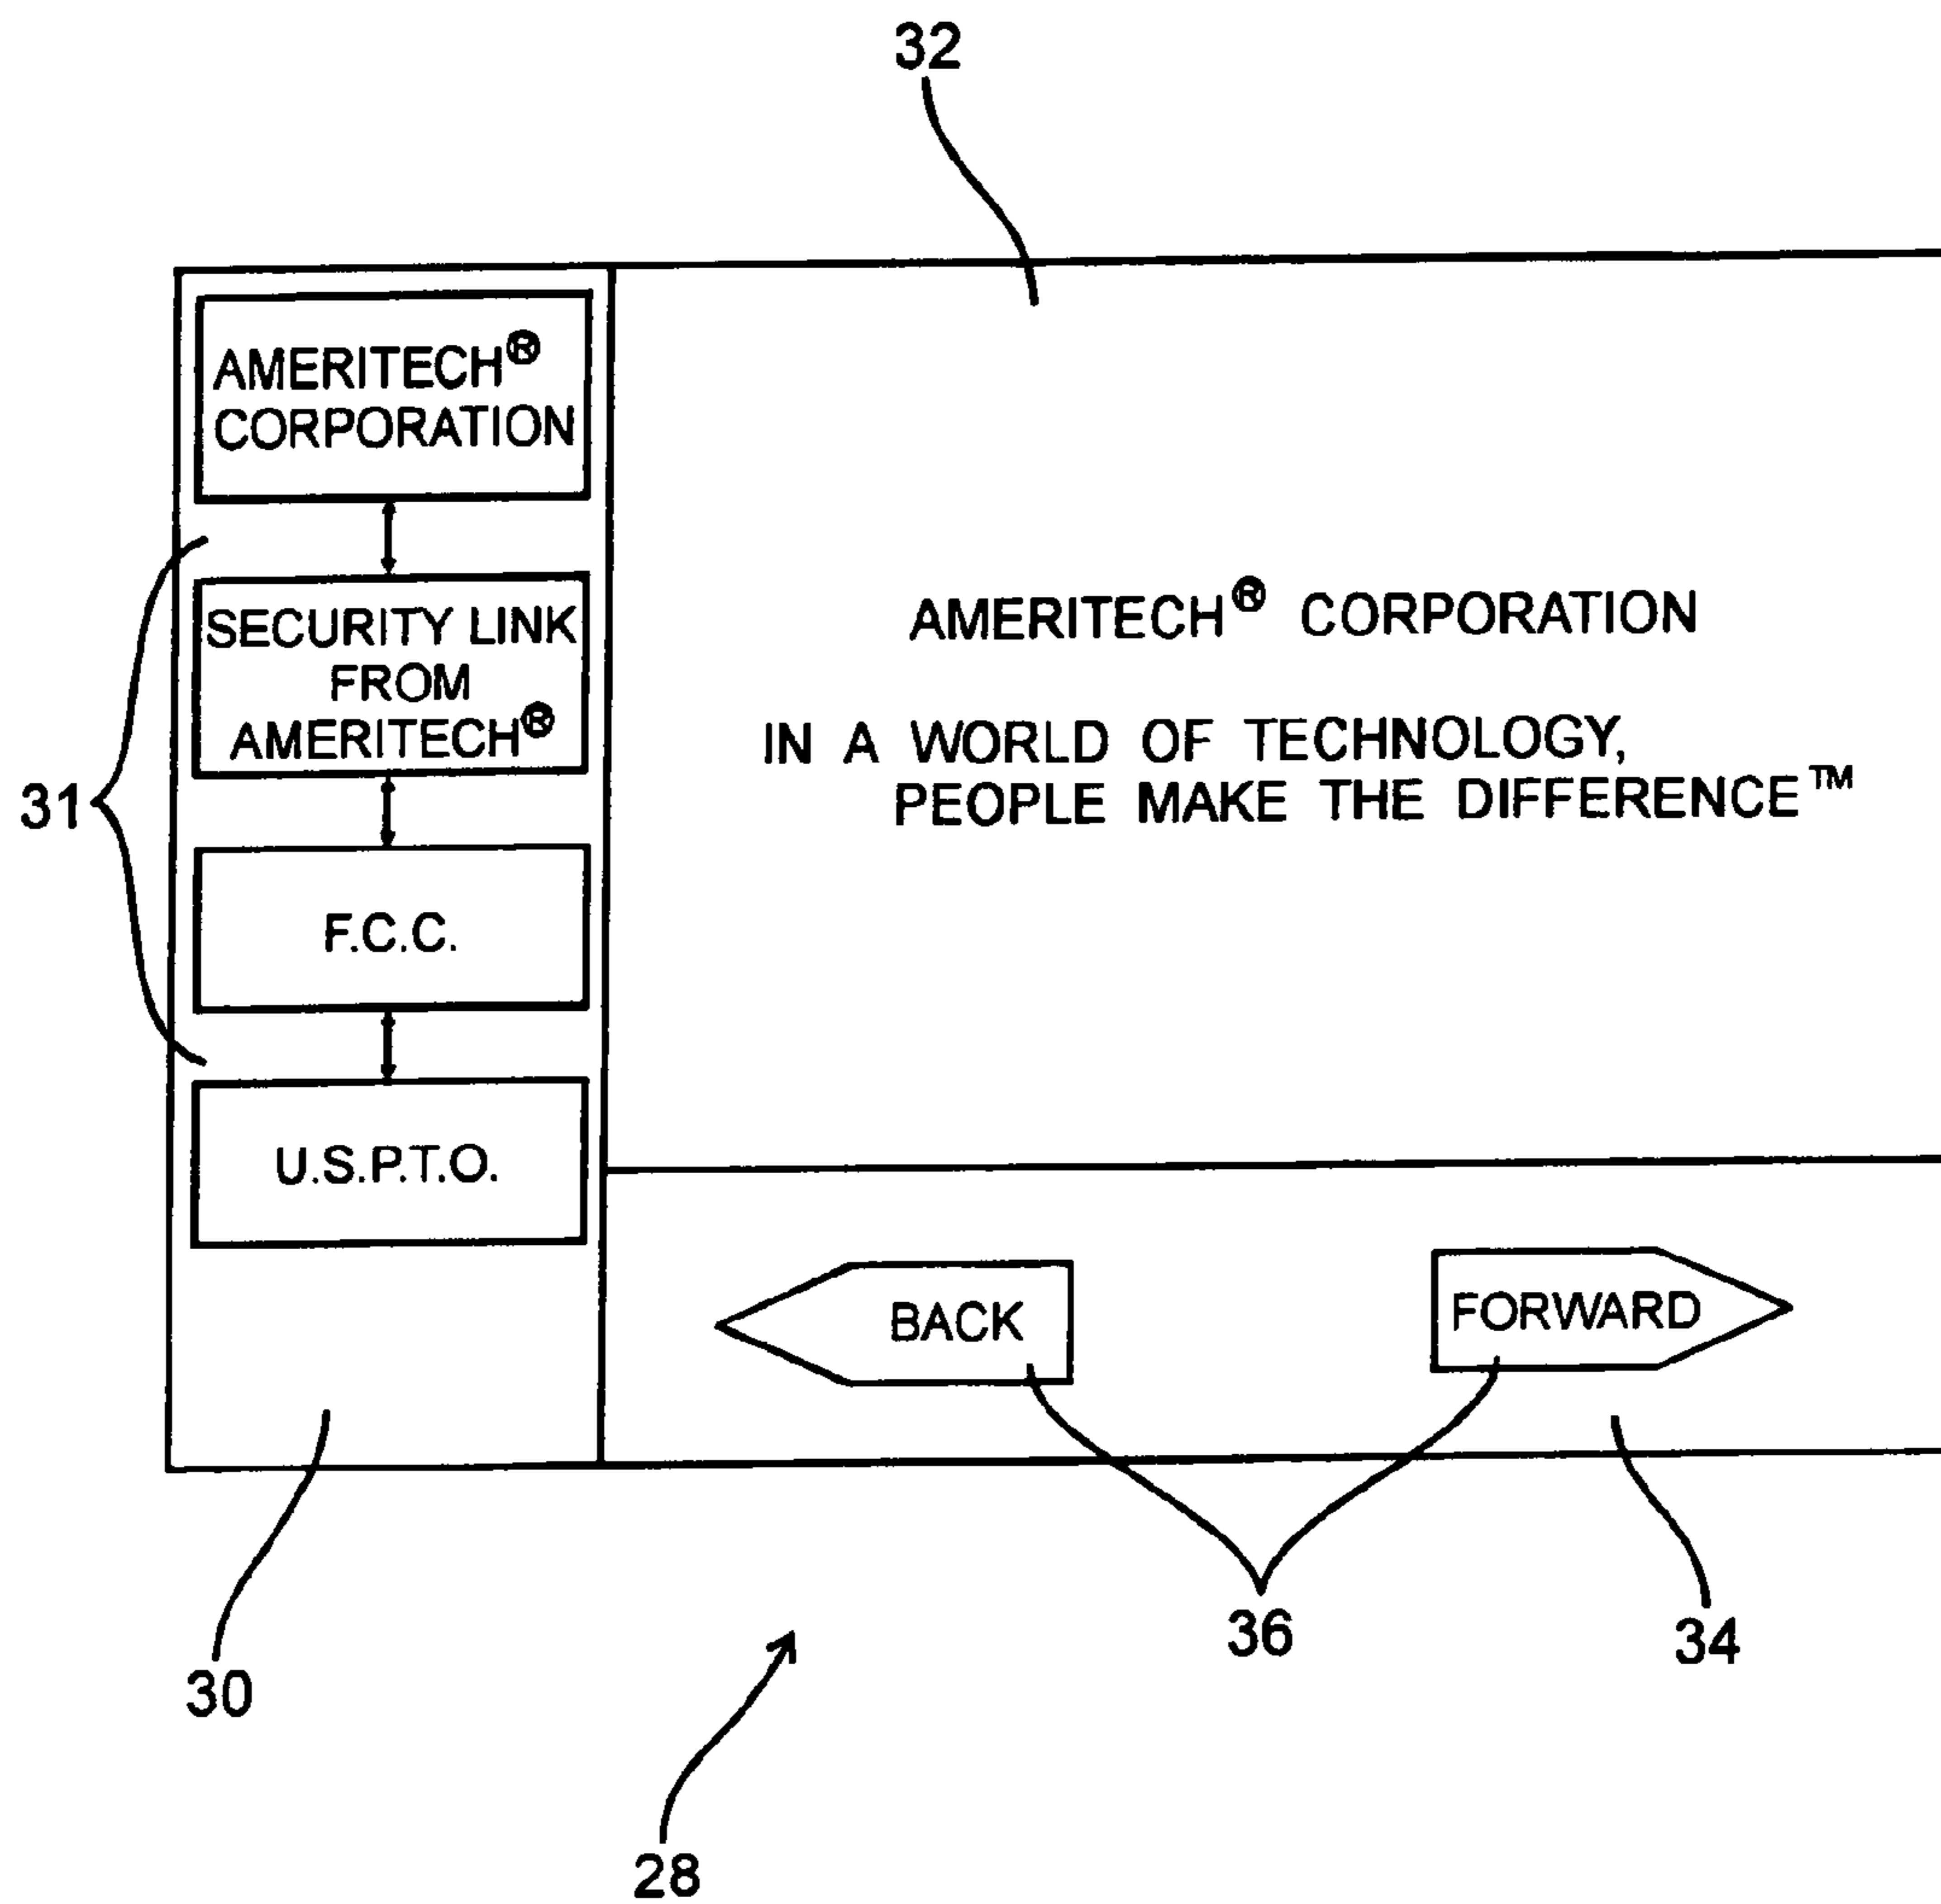 32
AMERITECH®
CORPORATION
SECURITY LINK
FROM
AMERITECH®
F.C.C.
U.S.P.T.O.
31
AMERITECH® CORPORATION
IN A WORLD OF TECHNOLOGY,
PEOPLE MAKE THE DIFFERENCE™
BACK
FORWARD
30
36
34
28